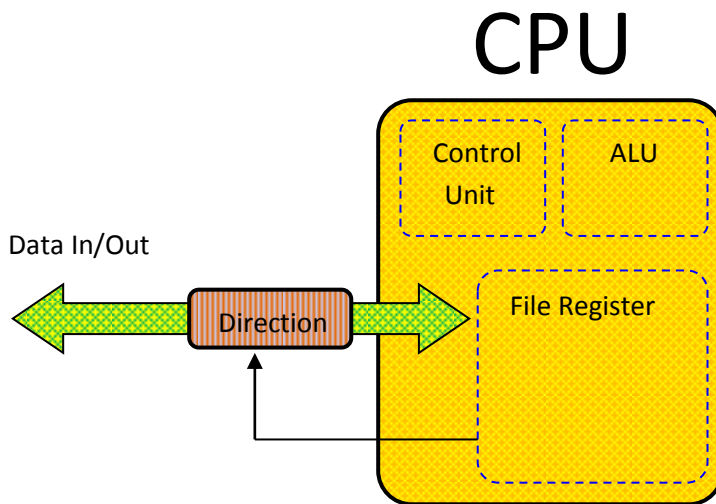 CPU
Control
Unit
ALU
Data In/Out
Direction
File Register